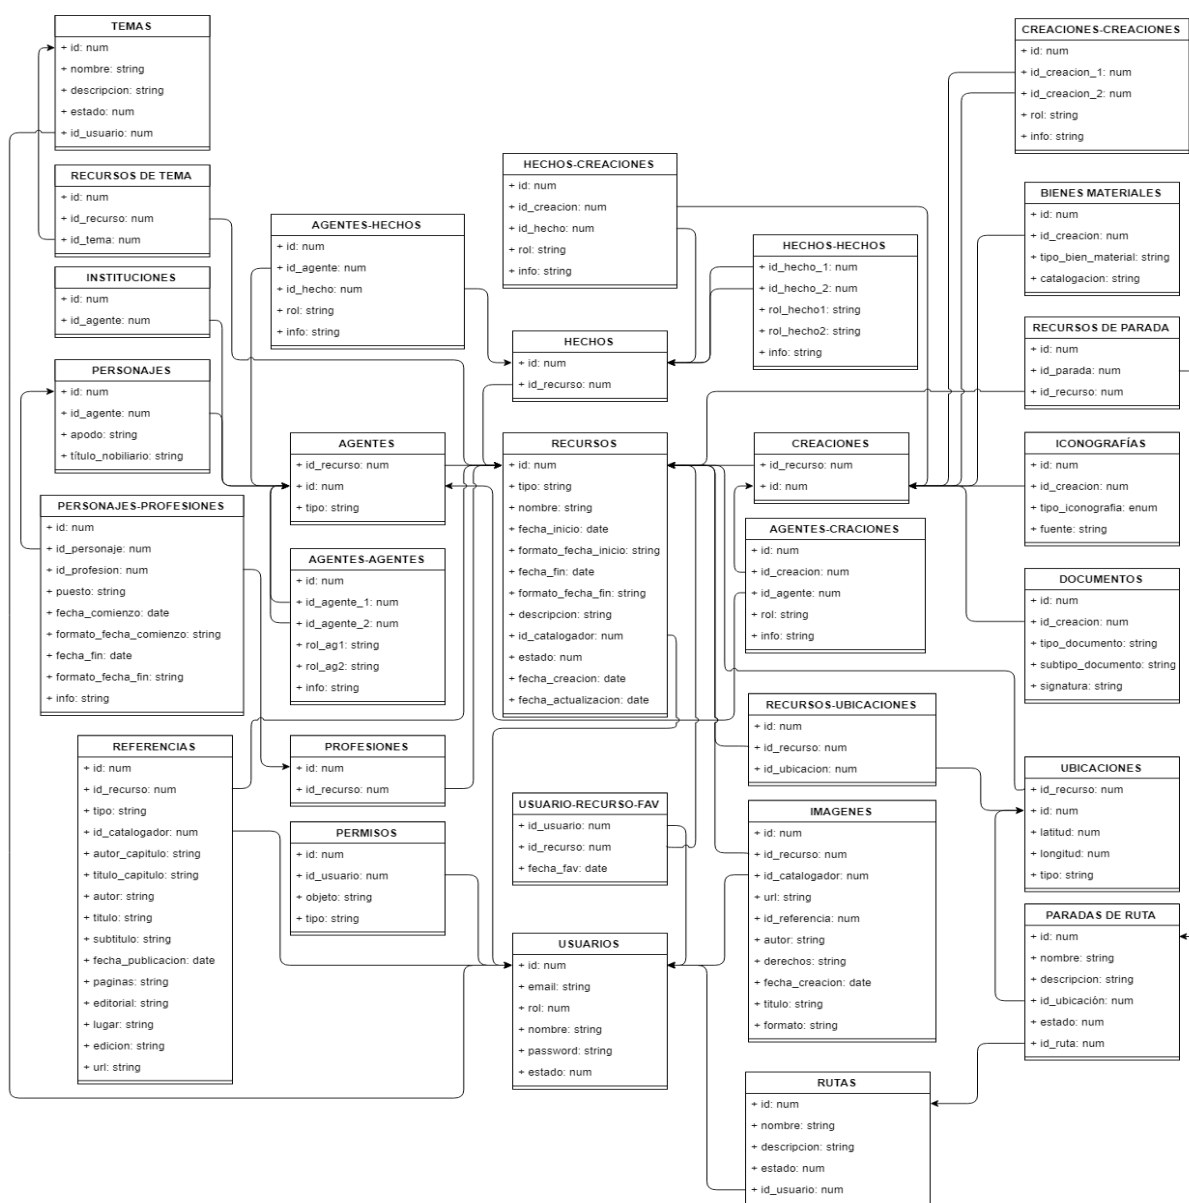 TEMAS
+ id: num
+ nombre: string
+ descripcion: string
+ estado: num
+ id_usuario: num
RECURSOS DE TEMA
+ id: num
+ id_recurso: num
+ id_tema: num
INSTITUCIONES
+ id: num
+ id_agente: num
PERSONAJES
+ id: num
+ id_agente: num
+ apodo: string
+ título_nobiliario: string
PERSONAJES-PROFESIONES
+ id: num
+ id_personaje: num
+ id_profesion: num
+ puesto: string
+ fecha_comienzo: date
+ formato_fecha_comienzo: string
+ fecha_fin: date
+ formato_fecha_fin: string
+ info: string
REFERENCIAS
+ id: num
+ id_recurso: num
+ tipo: string
+ id_catalogador: num
+ autor_capitulo: string
+ titulo_capitulo: string
+ autor: string
+ titulo: string
+ subtitulo: string
+ fecha_publicacion: date
+ paginas: string
+ editorial: string
+ lugar: string
+ edicion: string
+ url: string
AGENTES-HECHOS
+ id: num
+ id_agente: num
+ id_hecho: num
+ rol: string
+ info: string
AGENTES
+ id_recurso: num
+ id: num
+ tipo: string
AGENTES-AGENTES
+ id: num
+ id_agente_1: num
+ id_agente_2: num
+ rol_ag1: string
+ rol_ag2: string
+ info: string
PROFESIONES
+ id: num
+ id_recurso: num
PERMISOS
+ id: num
+ id_usuario: num
+ objeto: string
+ tipo: string
HECHOS-CREACIONES
+ id: num
+ id_creacion: num
+ id_hecho: num
+ rol: string
+ info: string
HECHOS
+ id: num
+ id_recurso: num
RECURSOS
+ id: num
+ tipo: string
+ nombre: string
+ fecha_inicio: date
+ formato_fecha_inicio: string
+ fecha_fin: date
+ formato_fecha_fin: string
+ descripcion: string
+ id_catalogador: num
+ estado: num
+ fecha_creacion: date
+ fecha_actualizacion: date
USUARIO-RECURSO-FAV
+ id_usuario: num
+ id_recurso: num
+ fecha_fav: date
USUARIOS
+ id: num
+ email: string
+ rol: num
+ nombre: string
+ password: string
+ estado: num
HECHOS-HECHOS
+ id_hecho_1: num
+ id_hecho_2: num
+ rol_hecho1: string
+ rol_hecho2: string
+ info: string
CREACIONES
+ id_recurso: num
+ id: num
AGENTES-CRACIONES
+ id: num
+ id_creacion: num
+ id_agente: num
+ rol: string
+ info: string
RECURSOS-UBICACIONES
+ id: num
+ id_recurso: num
+ id_ubicacion: num
IMAGENES
+ id: num
+ id_recurso: num
+ id_catalogador: num
+ url: string
+ id_referencia: num
+ autor: string
+ derechos: string
+ fecha_creacion: date
+ titulo: string
+ formato: string
RUTAS
+ id: num
+ nombre: string
+ descripcion: string
+ estado: num
+ id_usuario: num
CREACIONES-CREACIONES
+ id: num
+ id_creacion_1: num
+ id_creacion_2: num
+ rol: string
+ info: string
BIENES MATERIALES
+ id: num
+ id_creacion: num
+ tipo_bien_material: string
+ catalogacion: string
RECURSOS DE PARADA
+ id: num
+ id_parada: num
+ id_recurso: num
ICONOGRAFÍAS
+ id: num
+ id_creacion: num
+ tipo_iconografia: enum
+ fuente: string
DOCUMENTOS
+ id: num
+ id_creacion: num
+ tipo_documento: string
+ subtipo_documento: string
+ signatura: string
UBICACIONES
+ id_recurso: num
+ id: num
+ latitud: num
+ longitud: num
+ tipo: string
PARADAS DE RUTA
+ id: num
+ nombre: string
+ descripcion: string
+ id_ubicación: num
+ estado: num
+ id_ruta: num